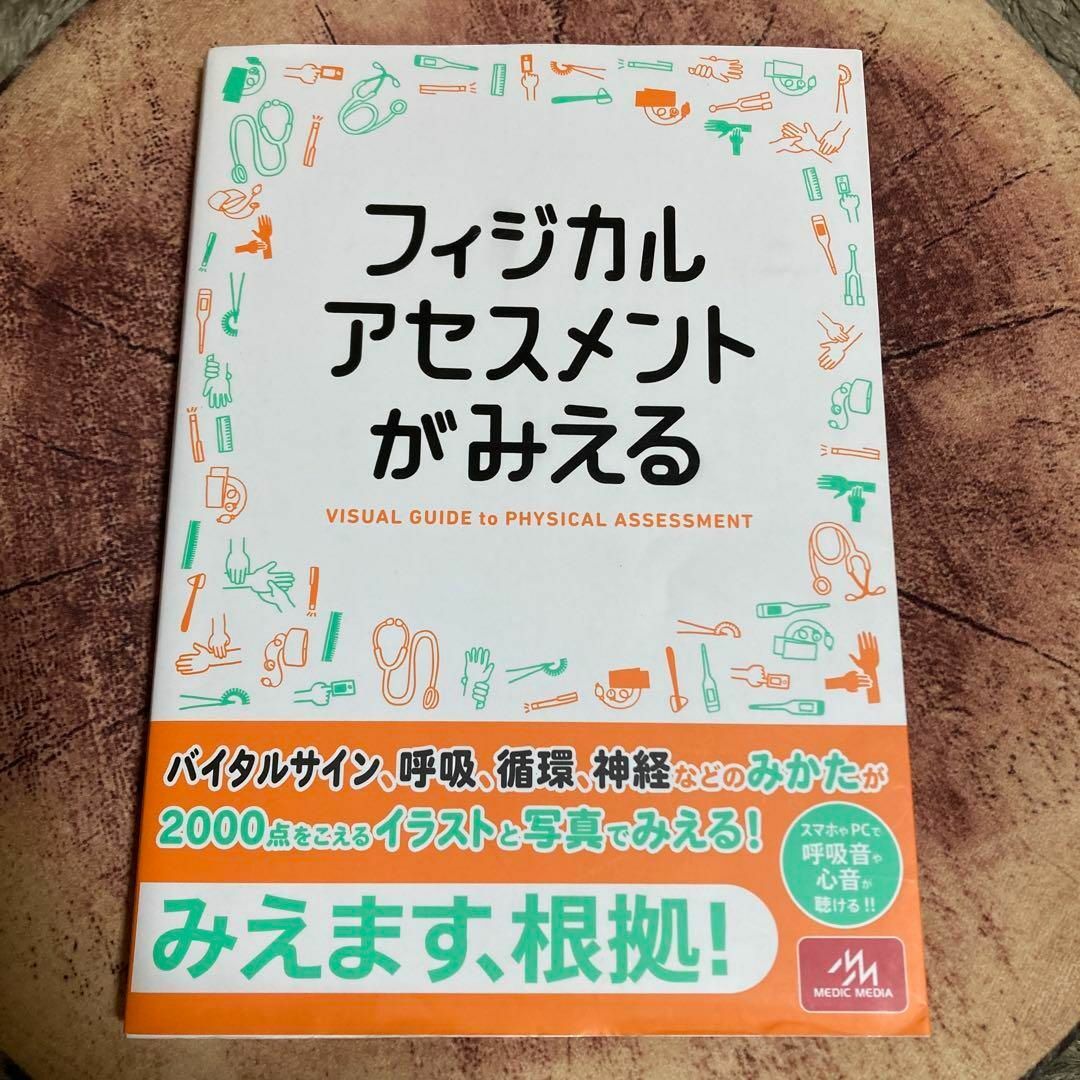 フィジカル
アセスメント
がみえる
VISUAL GUIDE to PHYSICAL ASSESSMENT
バイタルサイン、呼吸、循環、神経などのみかたが
2000点をこえるイラストと写真でみえる!
スマホやPCで
呼吸音や
心音が
聴ける!!
みえます、根拠!
MEDIC MEDIA